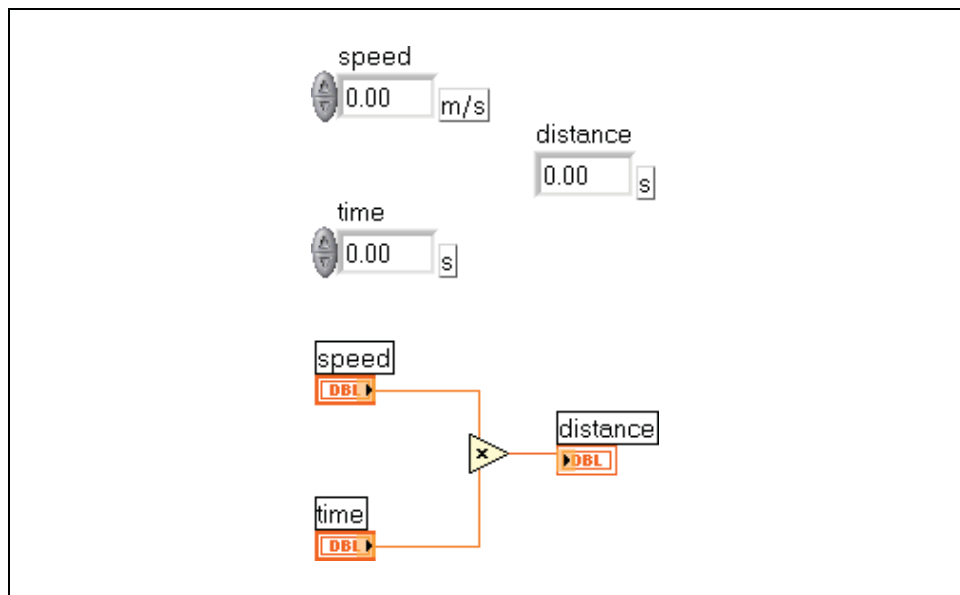 speed
0.00 m/s
distance
0.00 s
time
0.00 s
speed
DBL
distance
× DBL
time
DBL